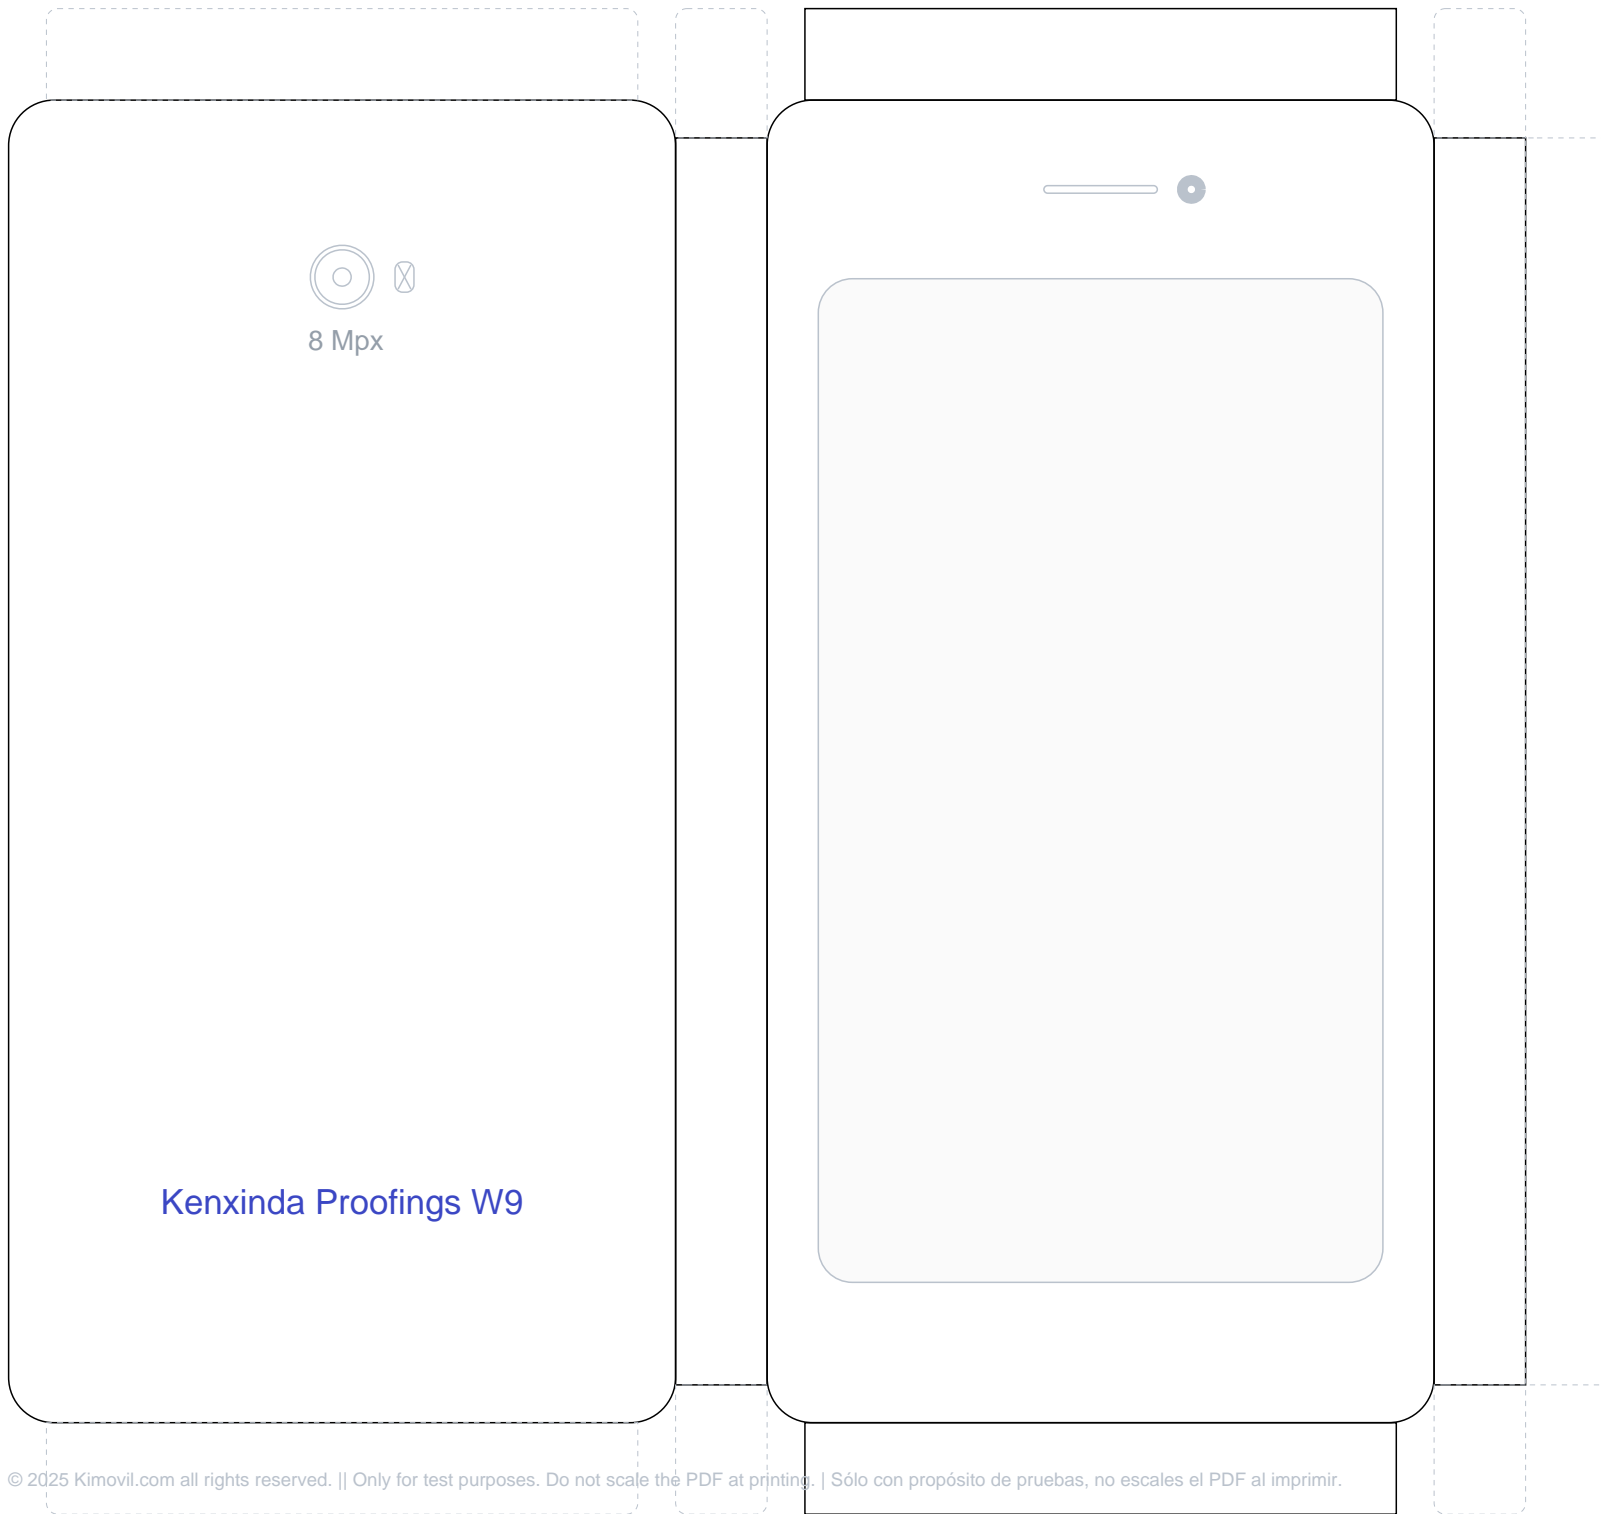 8 Mpx
Kenxinda Proofings W9
© 2025 Kimovil.com all rights reserved. || Only for test purposes. Do not scale the PDF at printing. | Sólo con propósito de pruebas, no escales el PDF al imprimir.